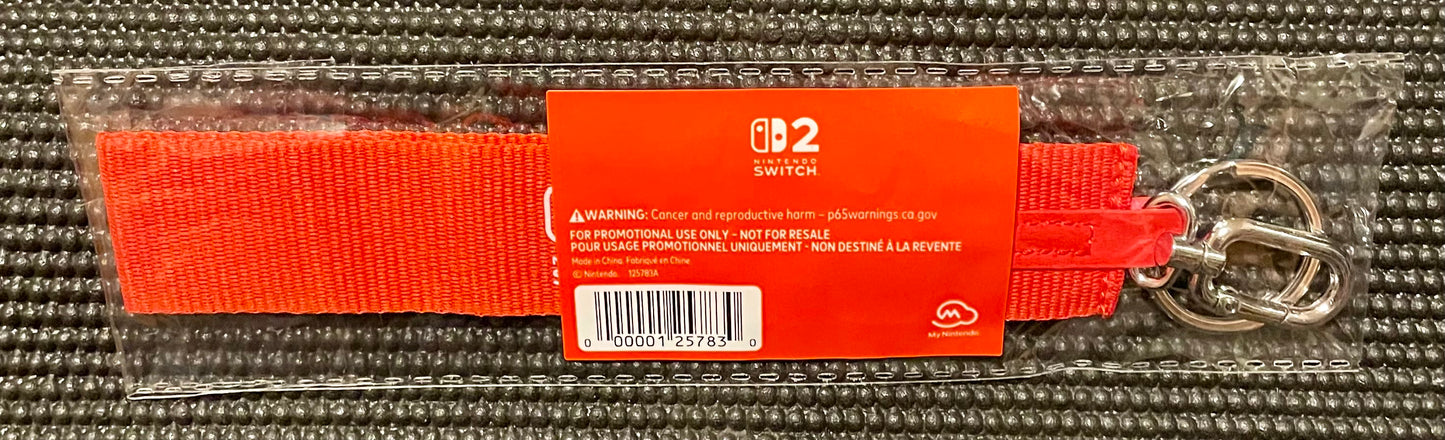 2
NINTENDO
SWITCH
WARNING: Cancer and reproductive harm – p65warnings.ca.gov
FOR PROMOTIONAL USE ONLY – NOT FOR RESALE
POUR USAGE PROMOTIONNEL UNIQUEMENT - NON DESTINÉ À LA REVENTE
Made in China. Fabriqué en Chine
© Nintendo. 125783A
0 00001 25783 0
My Nintendo